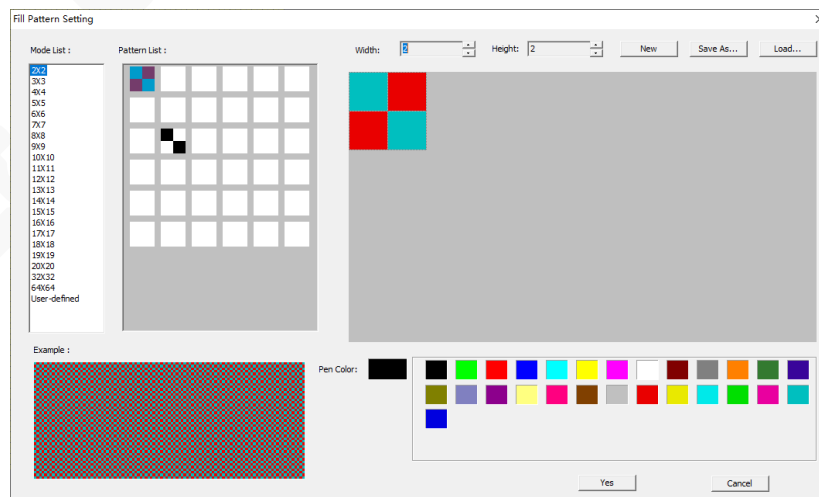 Fill Pattern Setting
Mode List :
Pattern List :
Width: 2
Height: 2
New
Save As...
Load...
2X2
3X3
4X4
5X5
6X6
7X7
8X8
9X9
10X10
11X11
12X12
13X13
14X14
15X15
16X16
17X17
18X18
19X19
20X20
32X32
64X64
User-defined
Example :
Pen Color:
Yes
Cancel